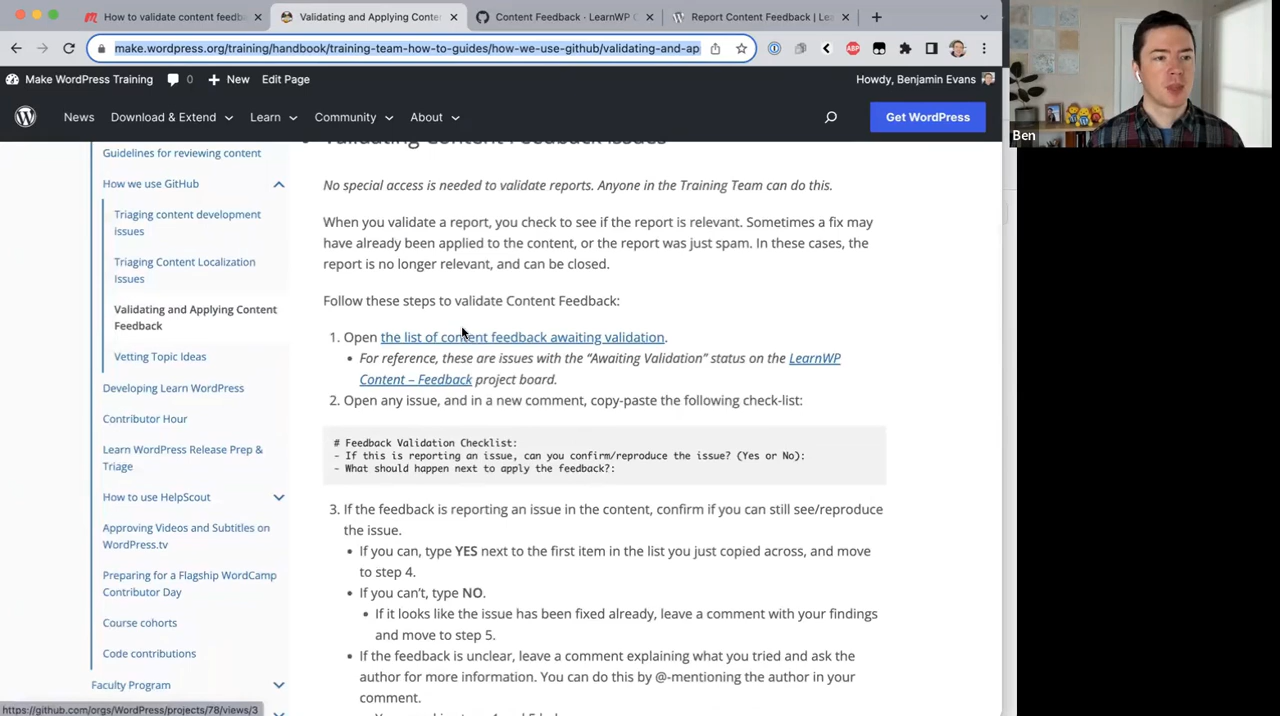 How to validate content feedb
Validating and Applying Conte
Content Feedback · LearnWP C
Report Content Feedback | Lea
make.wordpress.org/training/handbook/training-team-how-to-guides/how-we-use-github/validating-and-ap
Make WordPress Training
0
New
Edit Page
Howdy, Benjamin Evans
News
Download & Extend
Learn
Community
About
Get WordPress
Ben
Guidelines for reviewing content
How we use GitHub
Triaging content development
issues
Triaging Content Localization
Issues
Validating and Applying Content
Feedback
Vetting Topic Ideas
Developing Learn WordPress
Contributor Hour
Learn WordPress Release Prep &
Triage
How to use HelpScout
Approving Videos and Subtitles on
WordPress.tv
Preparing for a Flagship WordCamp
Contributor Day
Course cohorts
Code contributions
Faculty Program
Validating Content Feedback Issues
No special access is needed to validate reports. Anyone in the Training Team can do this.
When you validate a report, you check to see if the report is relevant. Sometimes a fix may
have already been applied to the content, or the report was just spam. In these cases, the
report is no longer relevant, and can be closed.
Follow these steps to validate Content Feedback:
1. Open the list of content feedback awaiting validation.
• For reference, these are issues with the “Awaiting Validation” status on the LearnWP
Content – Feedback project board.
2. Open any issue, and in a new comment, copy-paste the following check-list:
# Feedback Validation Checklist:
- If this is reporting an issue, can you confirm/reproduce the issue? (Yes or No):
- What should happen next to apply the feedback?:
3. If the feedback is reporting an issue in the content, confirm if you can still see/reproduce
the issue.
• If you can, type YES next to the first item in the list you just copied across, and move
to step 4.
• If you can’t, type NO.
• If it looks like the issue has been fixed already, leave a comment with your findings
and move to step 5.
• If the feedback is unclear, leave a comment explaining what you tried and ask the
author for more information. You can do this by @-mentioning the author in your
comment.
https://github.com/orgs/WordPress/projects/78/views/3